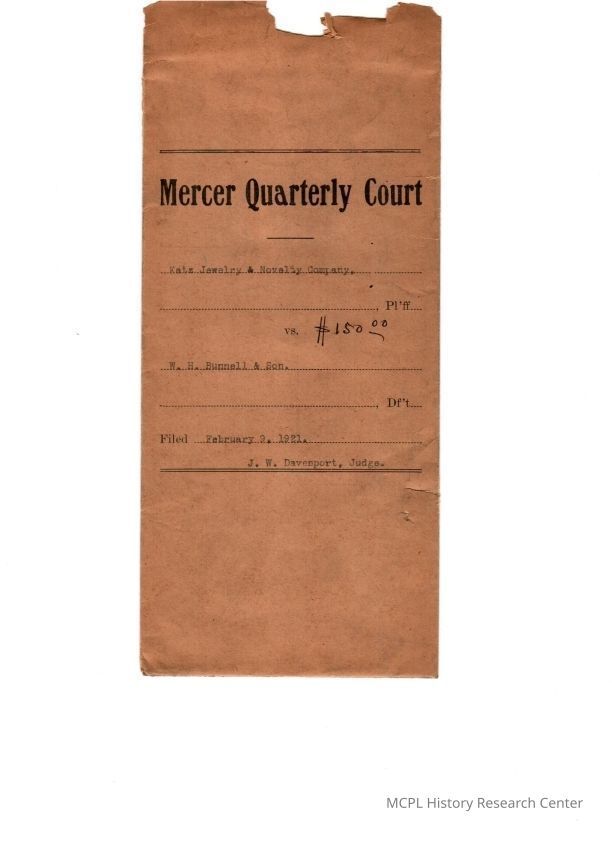 Mercer Quarterly Court
Katz Jewelry & Novelty Company.
, Pl'ff
vs. $150.00
W. H. Bunnell & Son.
, Df't
Filed February 9, 1921.
J. W. Davenport, Judge.
MCPL History Research Center